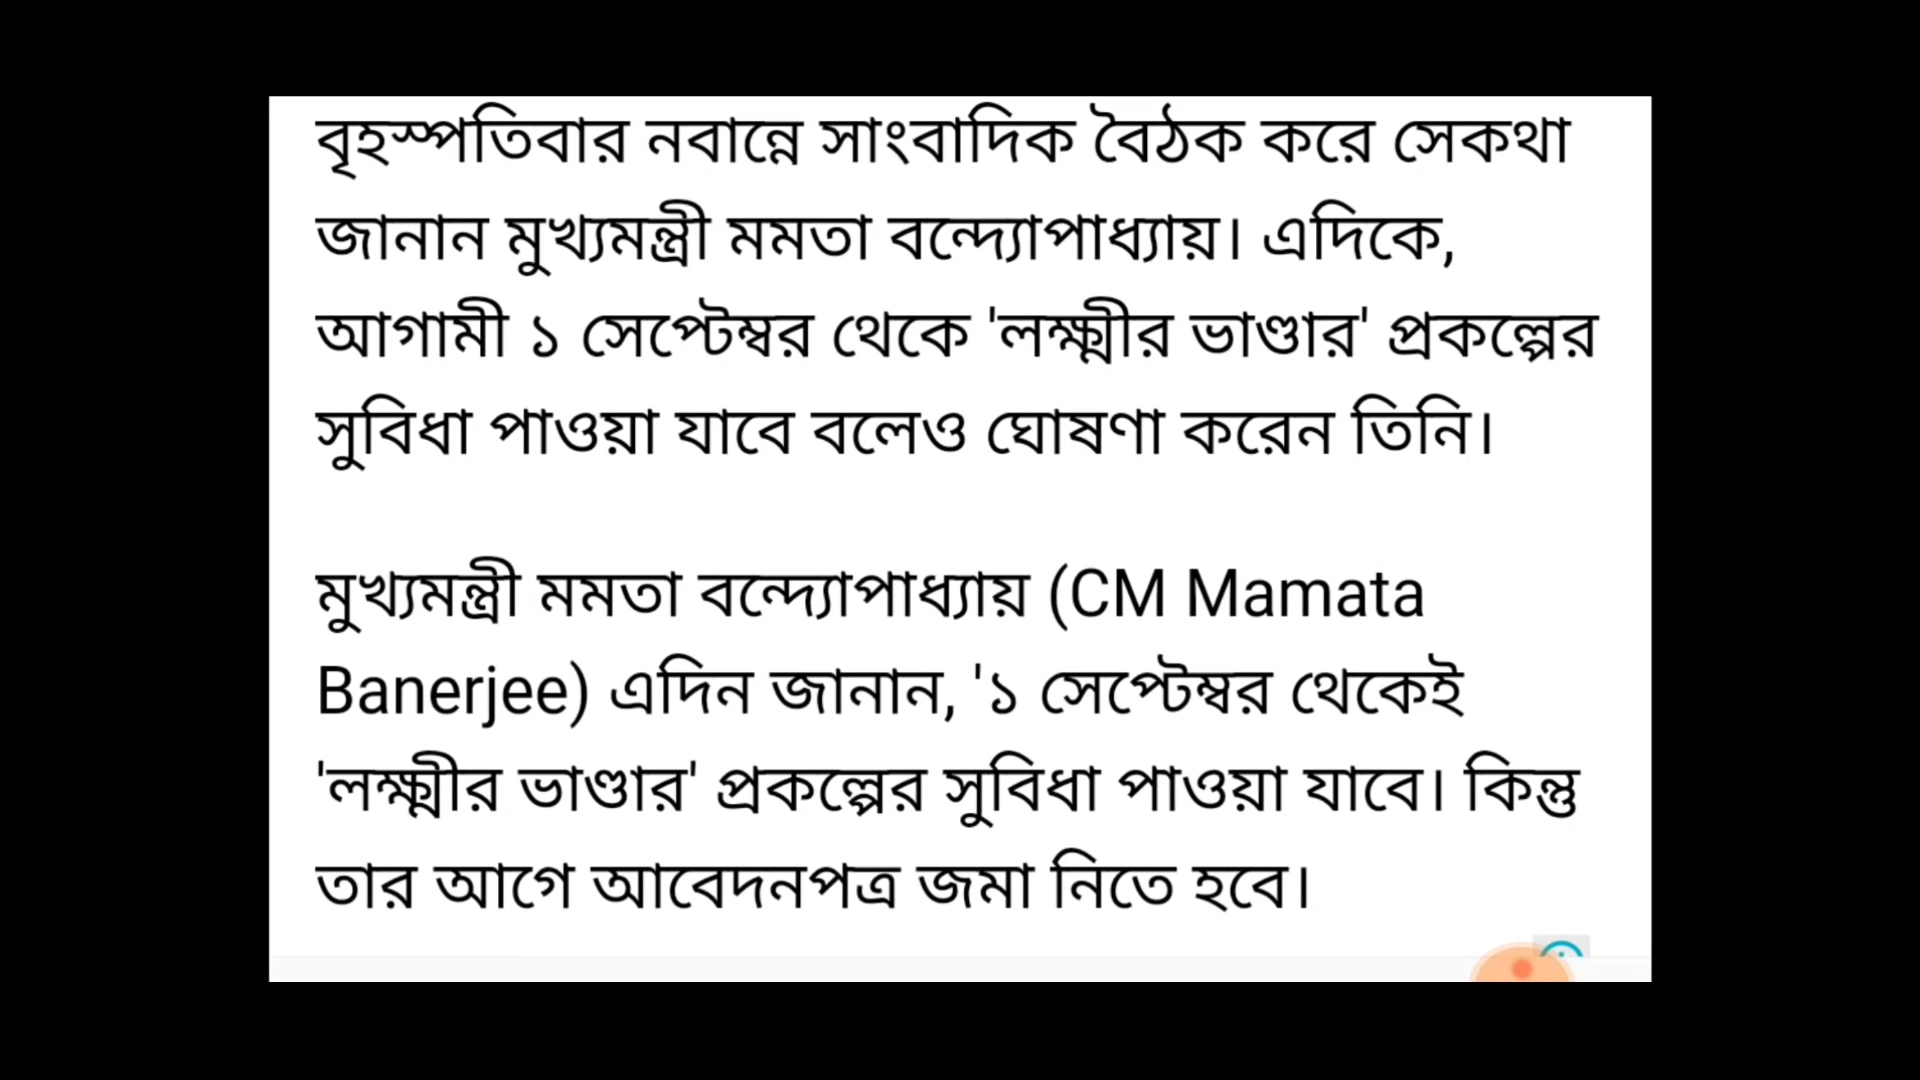 বৃহস্পতিবার নবান্নে সাংবাদিক বৈঠক করে সেকথা
জানান মুখ্যমন্ত্রী মমতা বন্দ্যোপাধ্যায়। এদিকে,
আগামী ১ সেপ্টেম্বর থেকে 'লক্ষ্মীর ভাণ্ডার' প্রকল্পের
সুবিধা পাওয়া যাবে বলেও ঘোষণা করেন তিনি।
মুখ্যমন্ত্রী মমতা বন্দ্যোপাধ্যায় (CM Mamata
Banerjee) এদিন জানান, '১ সেপ্টেম্বর থেকেই
'লক্ষ্মীর ভাণ্ডার' প্রকল্পের সুবিধা পাওয়া যাবে। কিন্তু
তার আগে আবেদনপত্র জমা নিতে হবে।